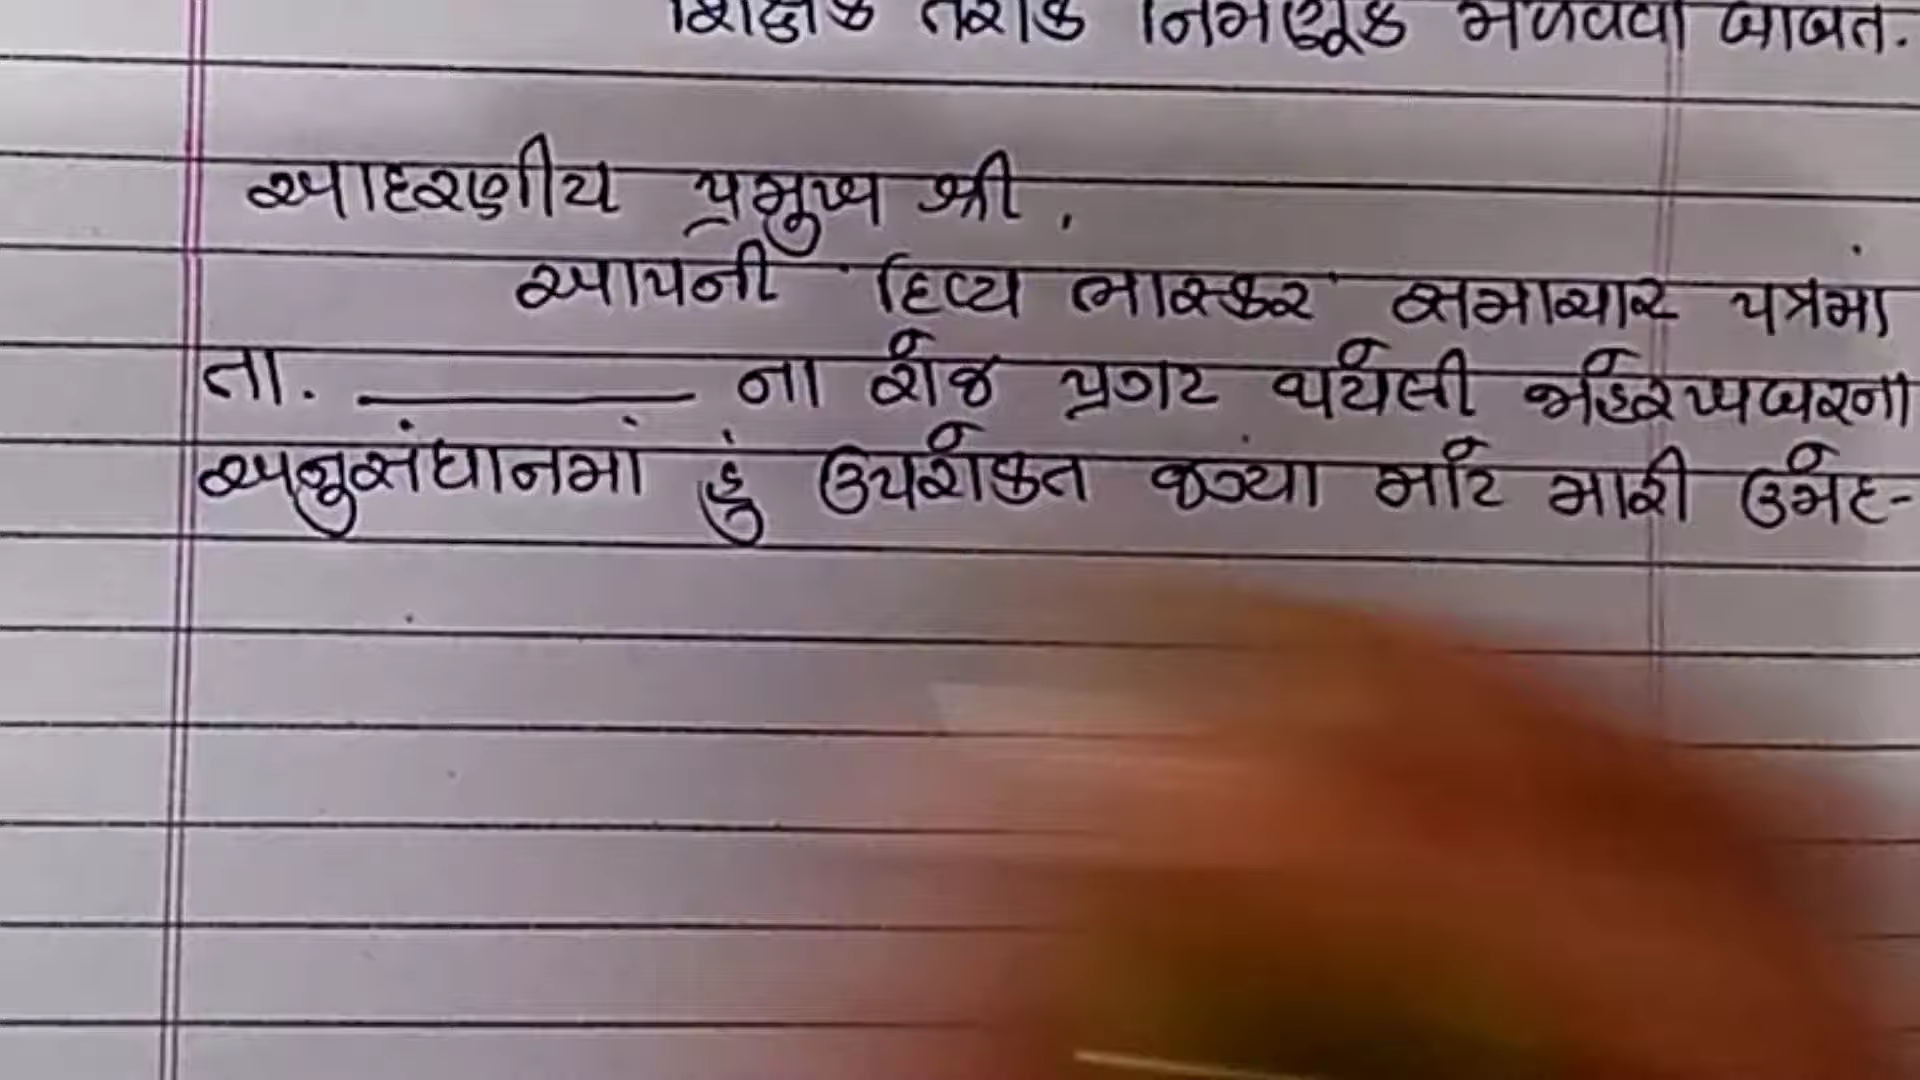 શિક્ષક તરીકે નિમણૂક મેળવવા બાબત.
આદરણીય પ્રમુખ શ્રી,
આપની દિવ્ય ભાસ્કર સમાચાર પત્રમાં
તા. ________ ના રોજ પ્રગટ થયેલી જાહેરખબરના
અનુસંધાનમાં હું ઉપરોક્ત જગ્યા માટે મારી ઉમેદ-